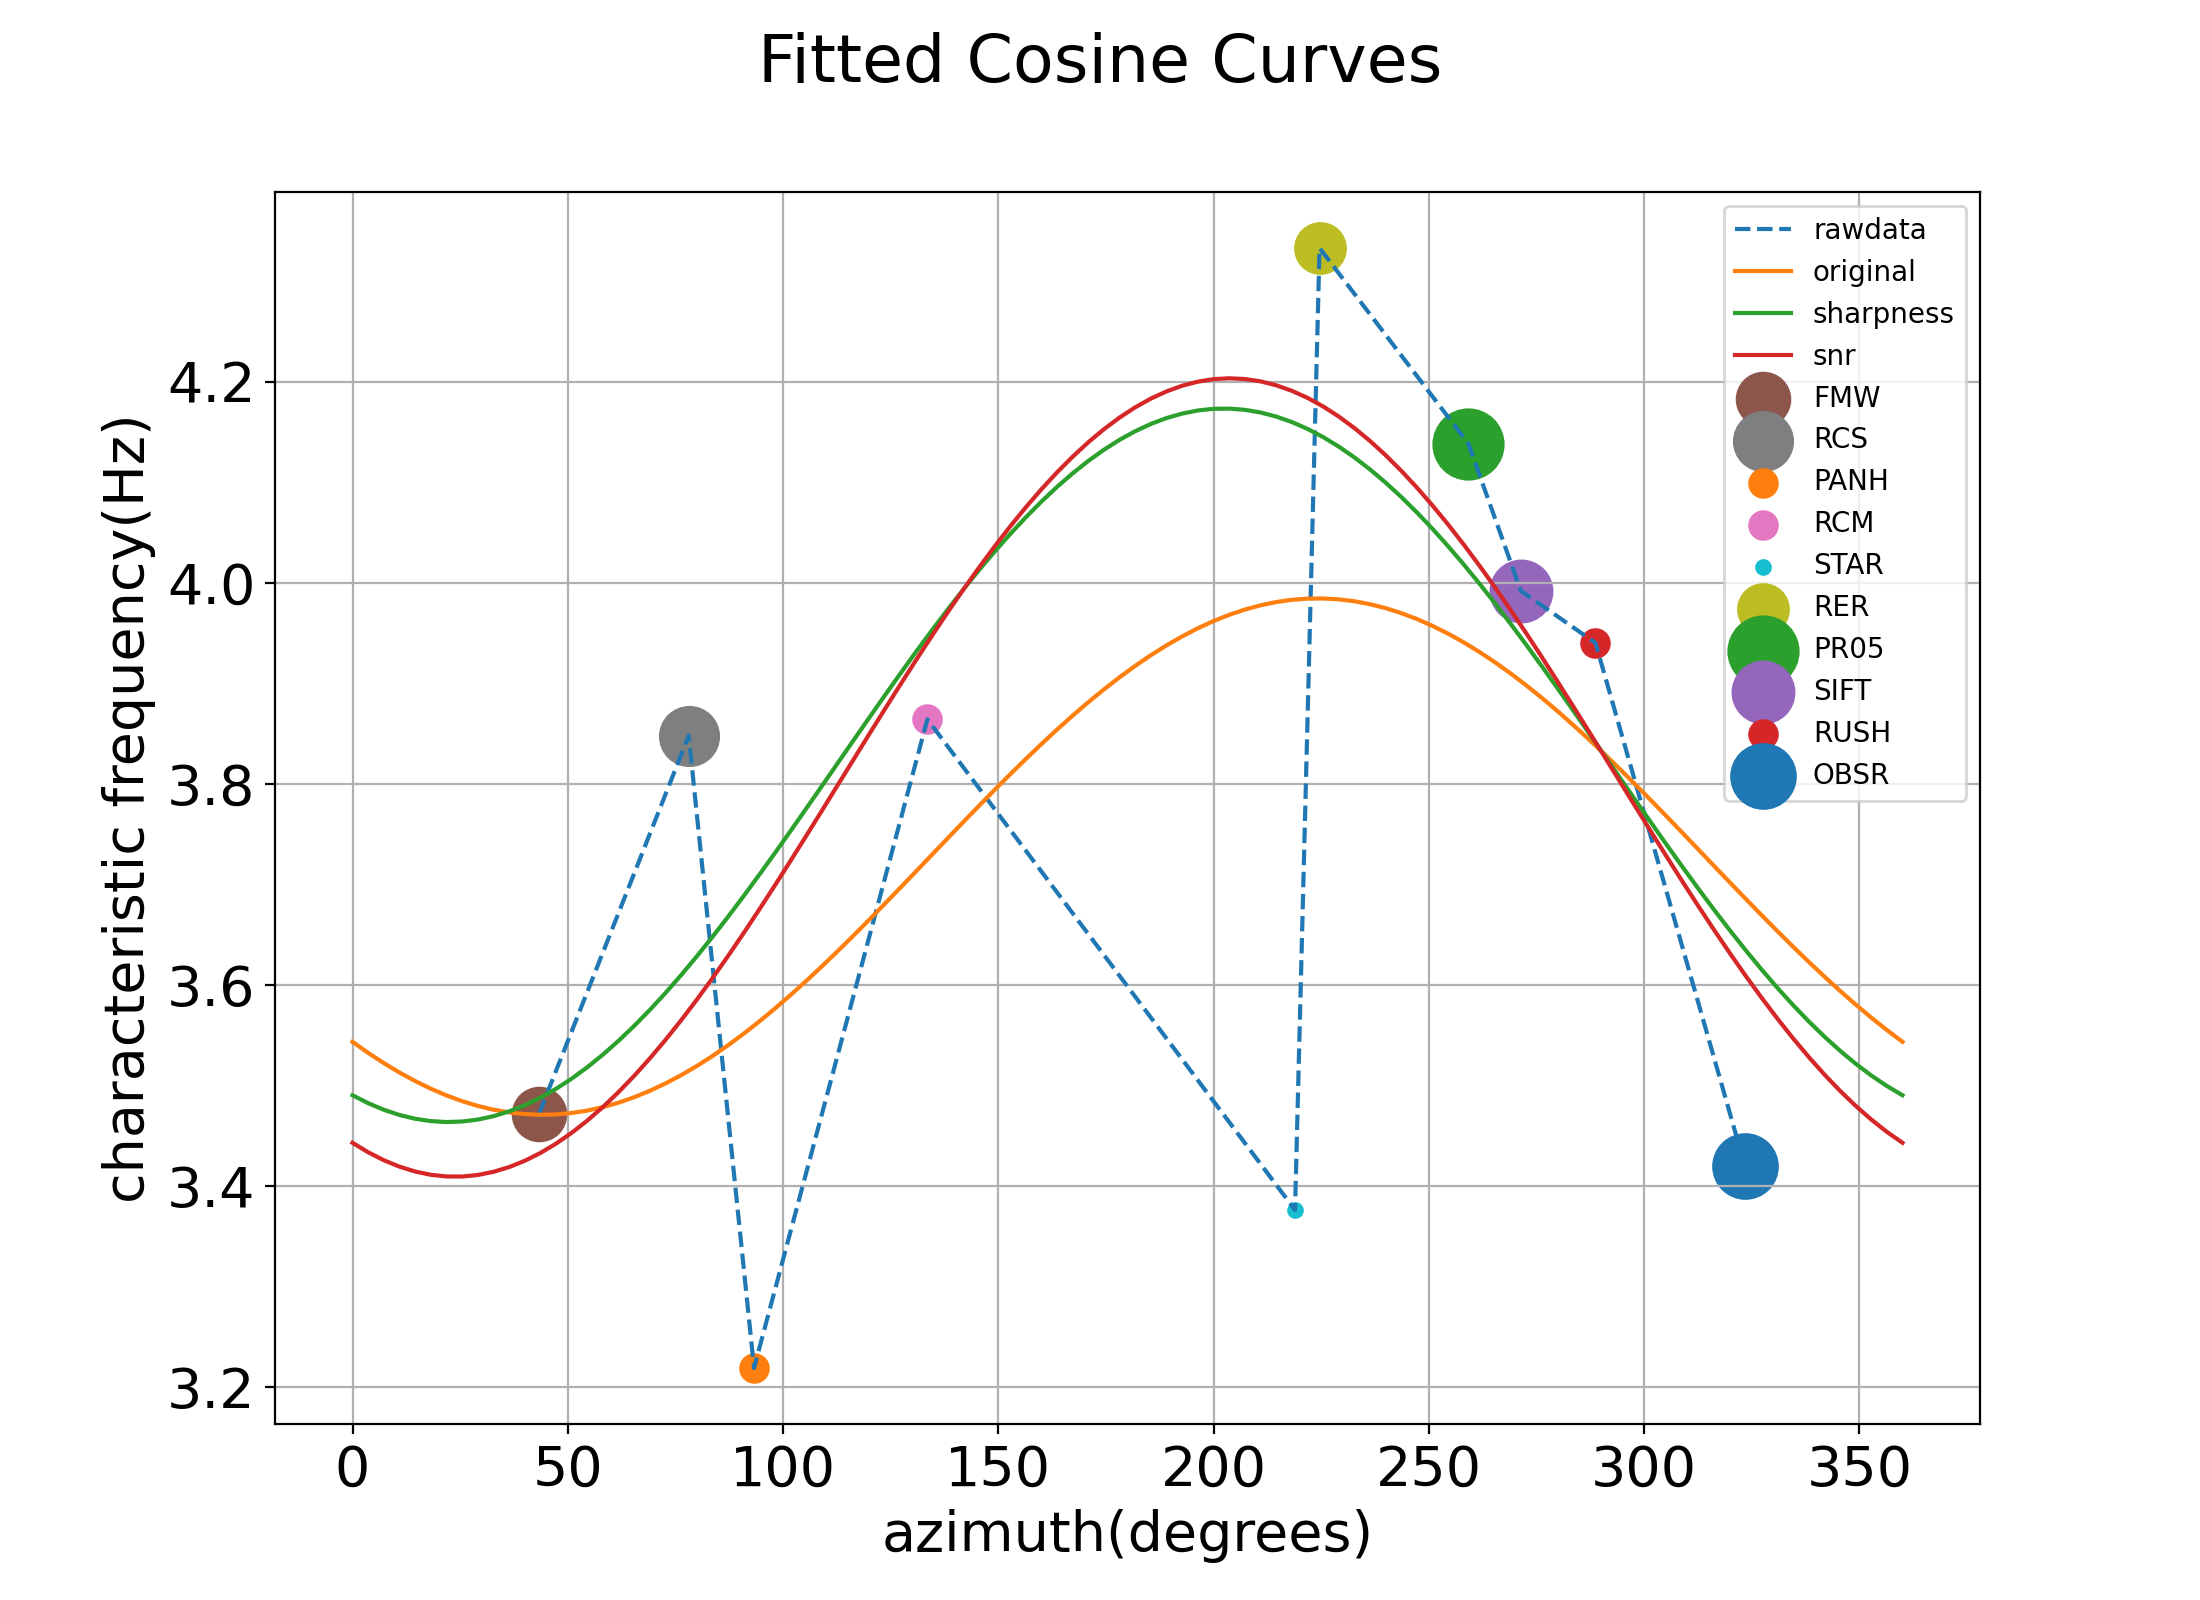 Fitted Cosine Curves
characteristic frequency(Hz)
4.2
4.0
3.8
3.6
3.4
3.2
rawdata
original
sharpness
snr
FMW
RCS
PANH
RCM
STAR
RER
PR05
SIFT
RUSH
OBSR
0 50 100 150 200 250 300 350
azimuth(degrees)